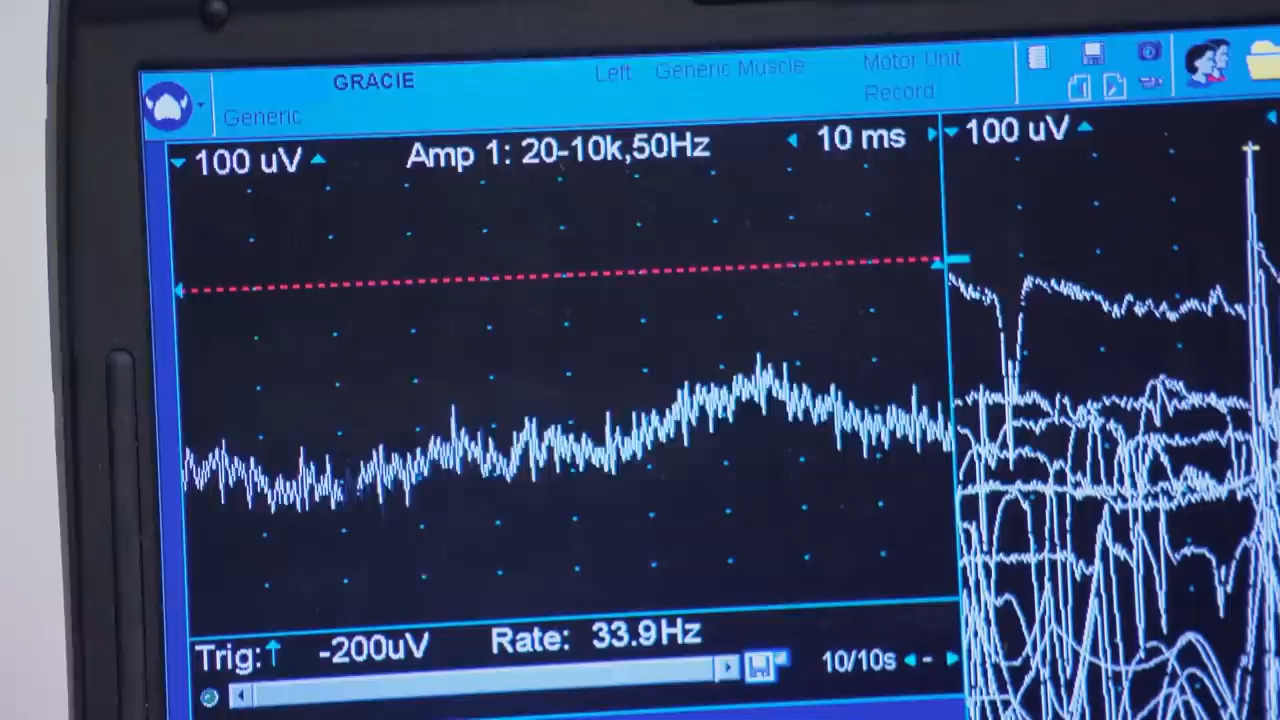 GRACIE Left Generic Muscle Motor Unit
Generic Record
100 uV Amp 1: 20-10k,50Hz 10 ms 100 uV
Trig: -200uV Rate: 33.9Hz
10/10s -